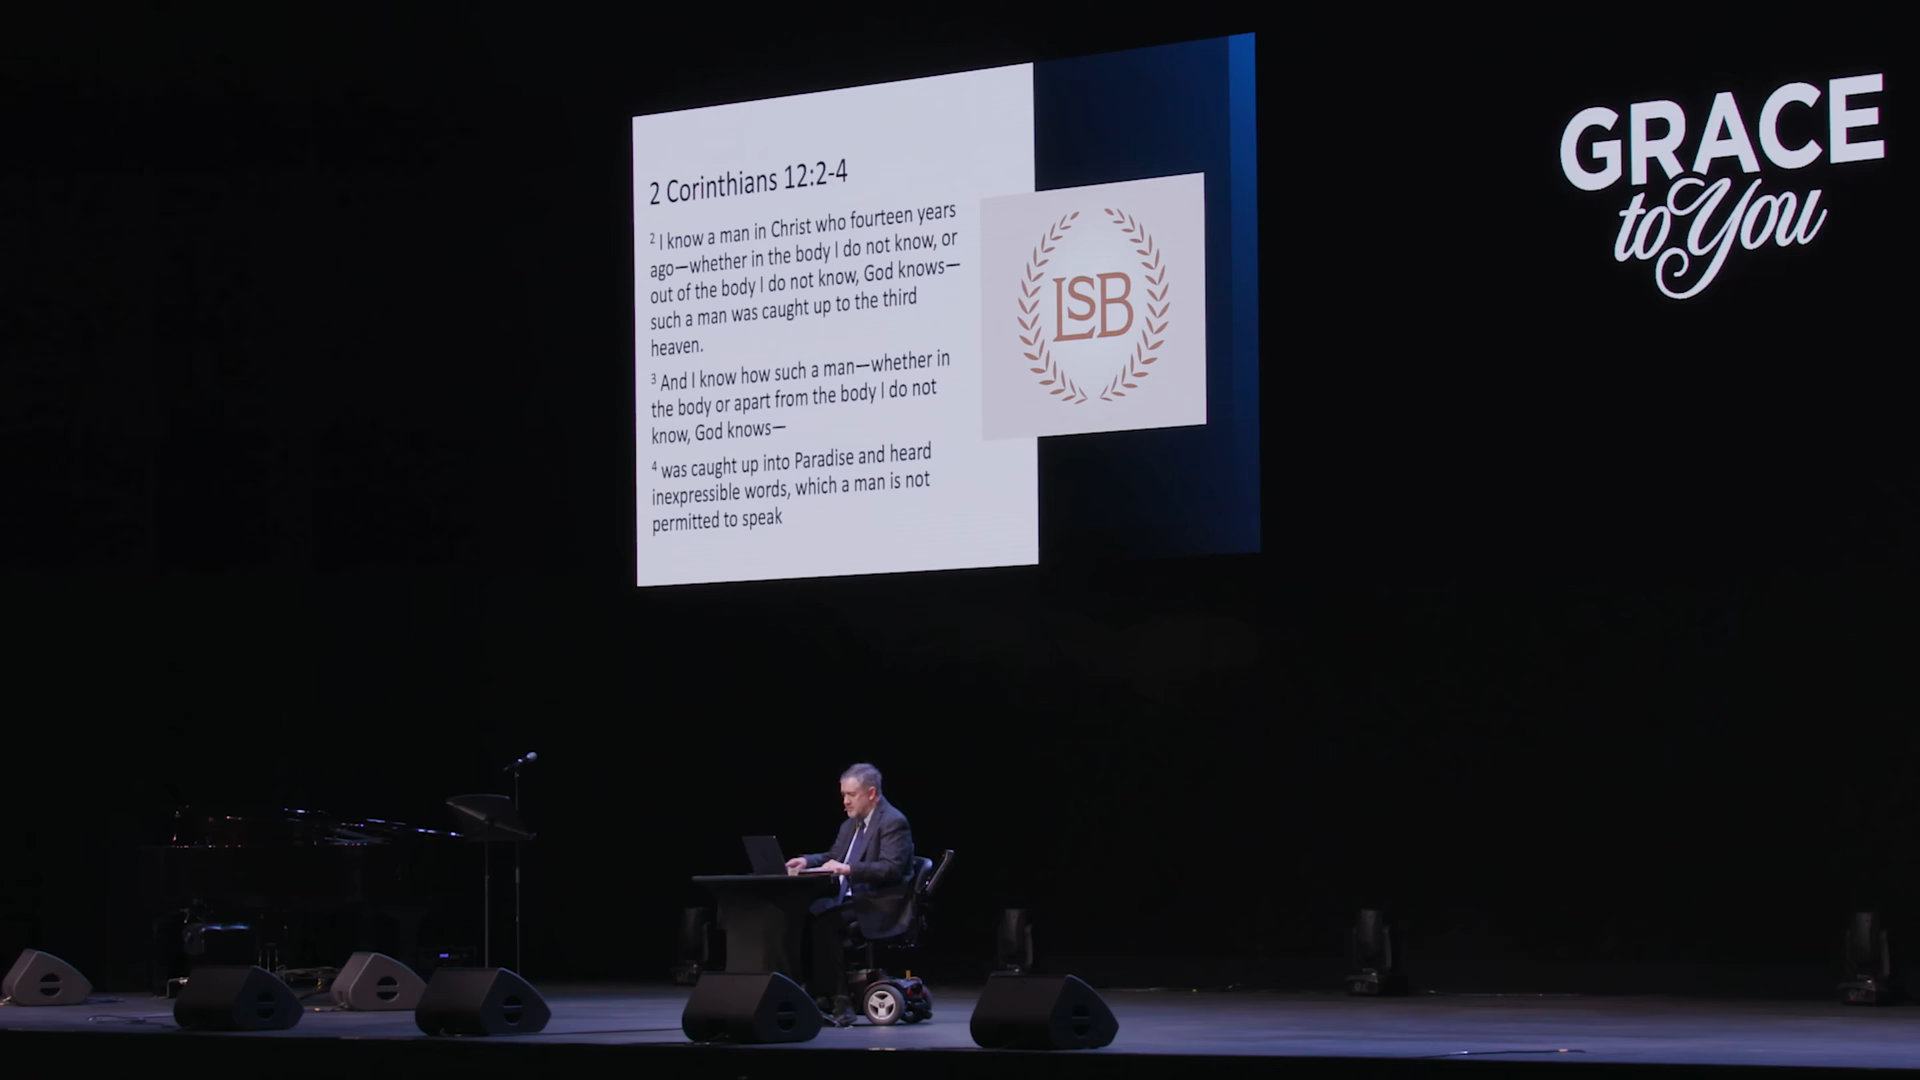 2 Corinthians 12:2-4
2 I know a man in Christ who fourteen years
ago—whether in the body I do not know, or
out of the body I do not know, God knows—
such a man was caught up to the third
heaven.
3 And I know how such a man—whether in
the body or apart from the body I do not
know, God knows—
4 was caught up into Paradise and heard
inexpressible words, which a man is not
permitted to speak
LSB
GRACE
to You